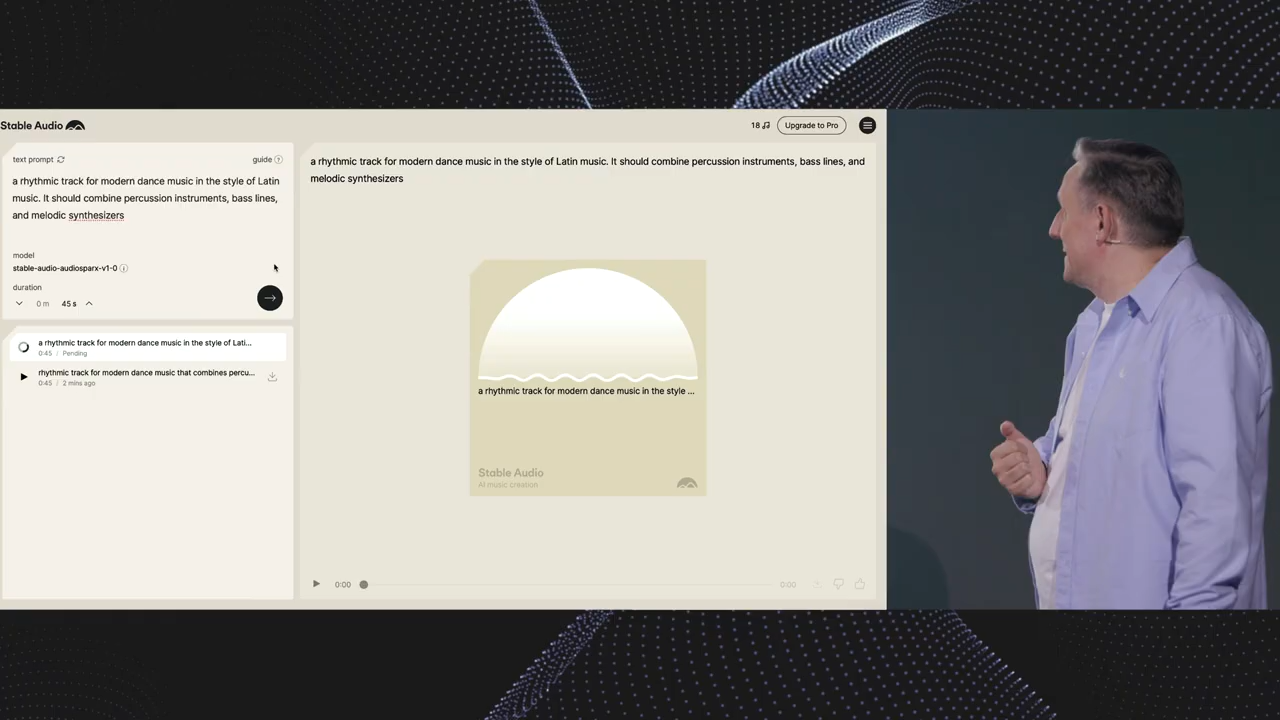 Stable Audio
18
Upgrade to Pro
text prompt
guide ?
a rhythmic track for modern dance music in the style of Latin
music. It should combine percussion instruments, bass lines,
and melodic synthesizers
model
stable-audio-audiosparx-v1-0
duration
0 m 45 s
a rhythmic track for modern dance music in the style of Lati...
0:45 / Pending
rhythmic track for modern dance music that combines percu...
0:45 / 2 mins ago
a rhythmic track for modern dance music in the style of Latin music. It should combine percussion instruments, bass lines, and
melodic synthesizers
a rhythmic track for modern dance music in the style ...
Stable Audio
AI music creation
0:00
0:00